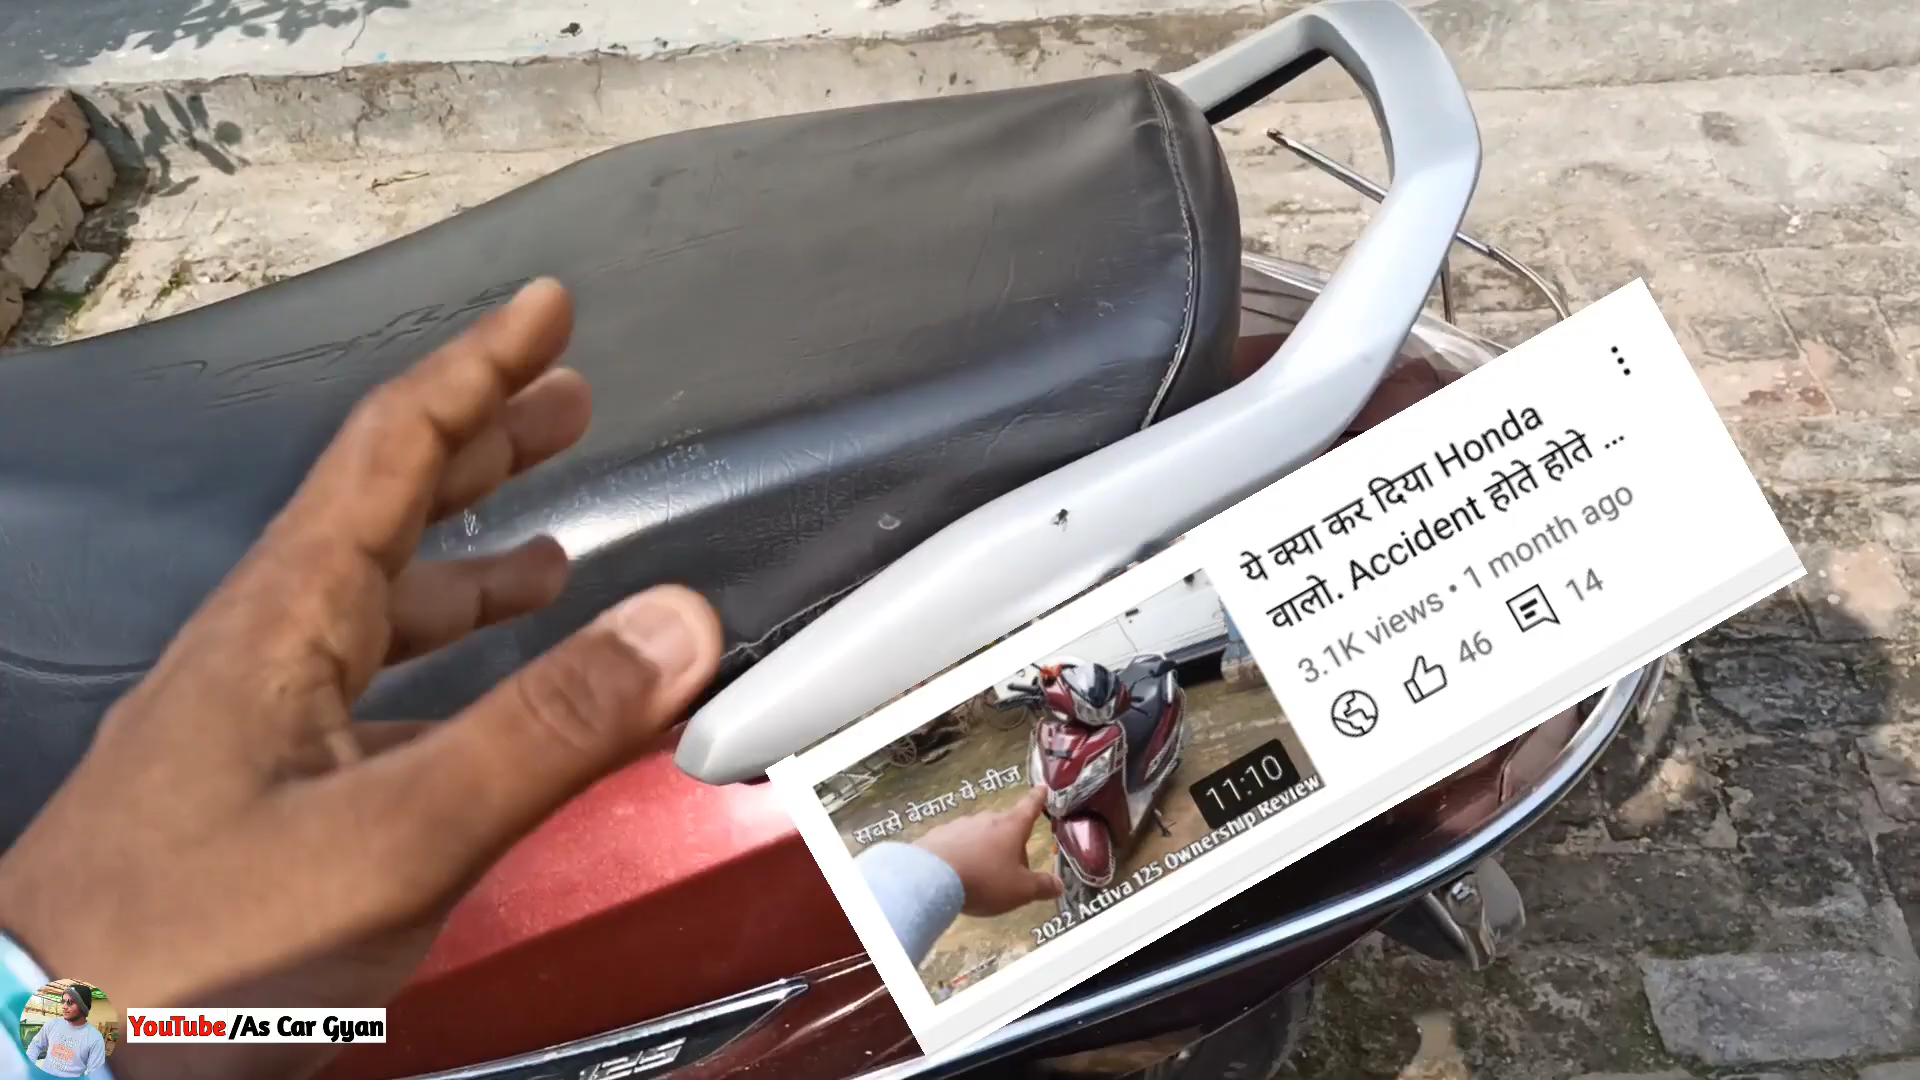 ये क्या कर दिया Honda
वालो. Accident होते होते ...
3.1K views • 1 month ago
46
14
सबसे बेकार ये चीज
11:10
2022 Activa 125 Ownership Review
125
YouTube/As Car Gyan